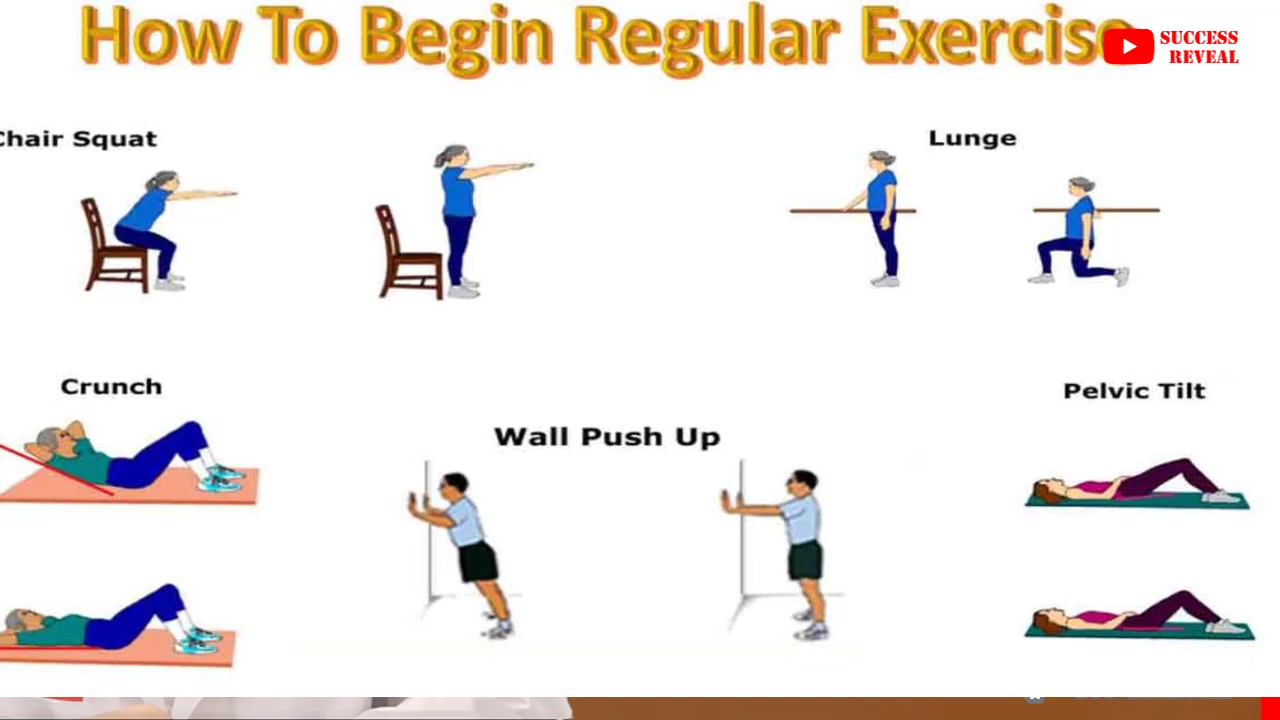 How To Begin Regular Exercise
SUCCESS
REVEAL
Chair Squat
Lunge
Crunch
Pelvic Tilt
Wall Push Up